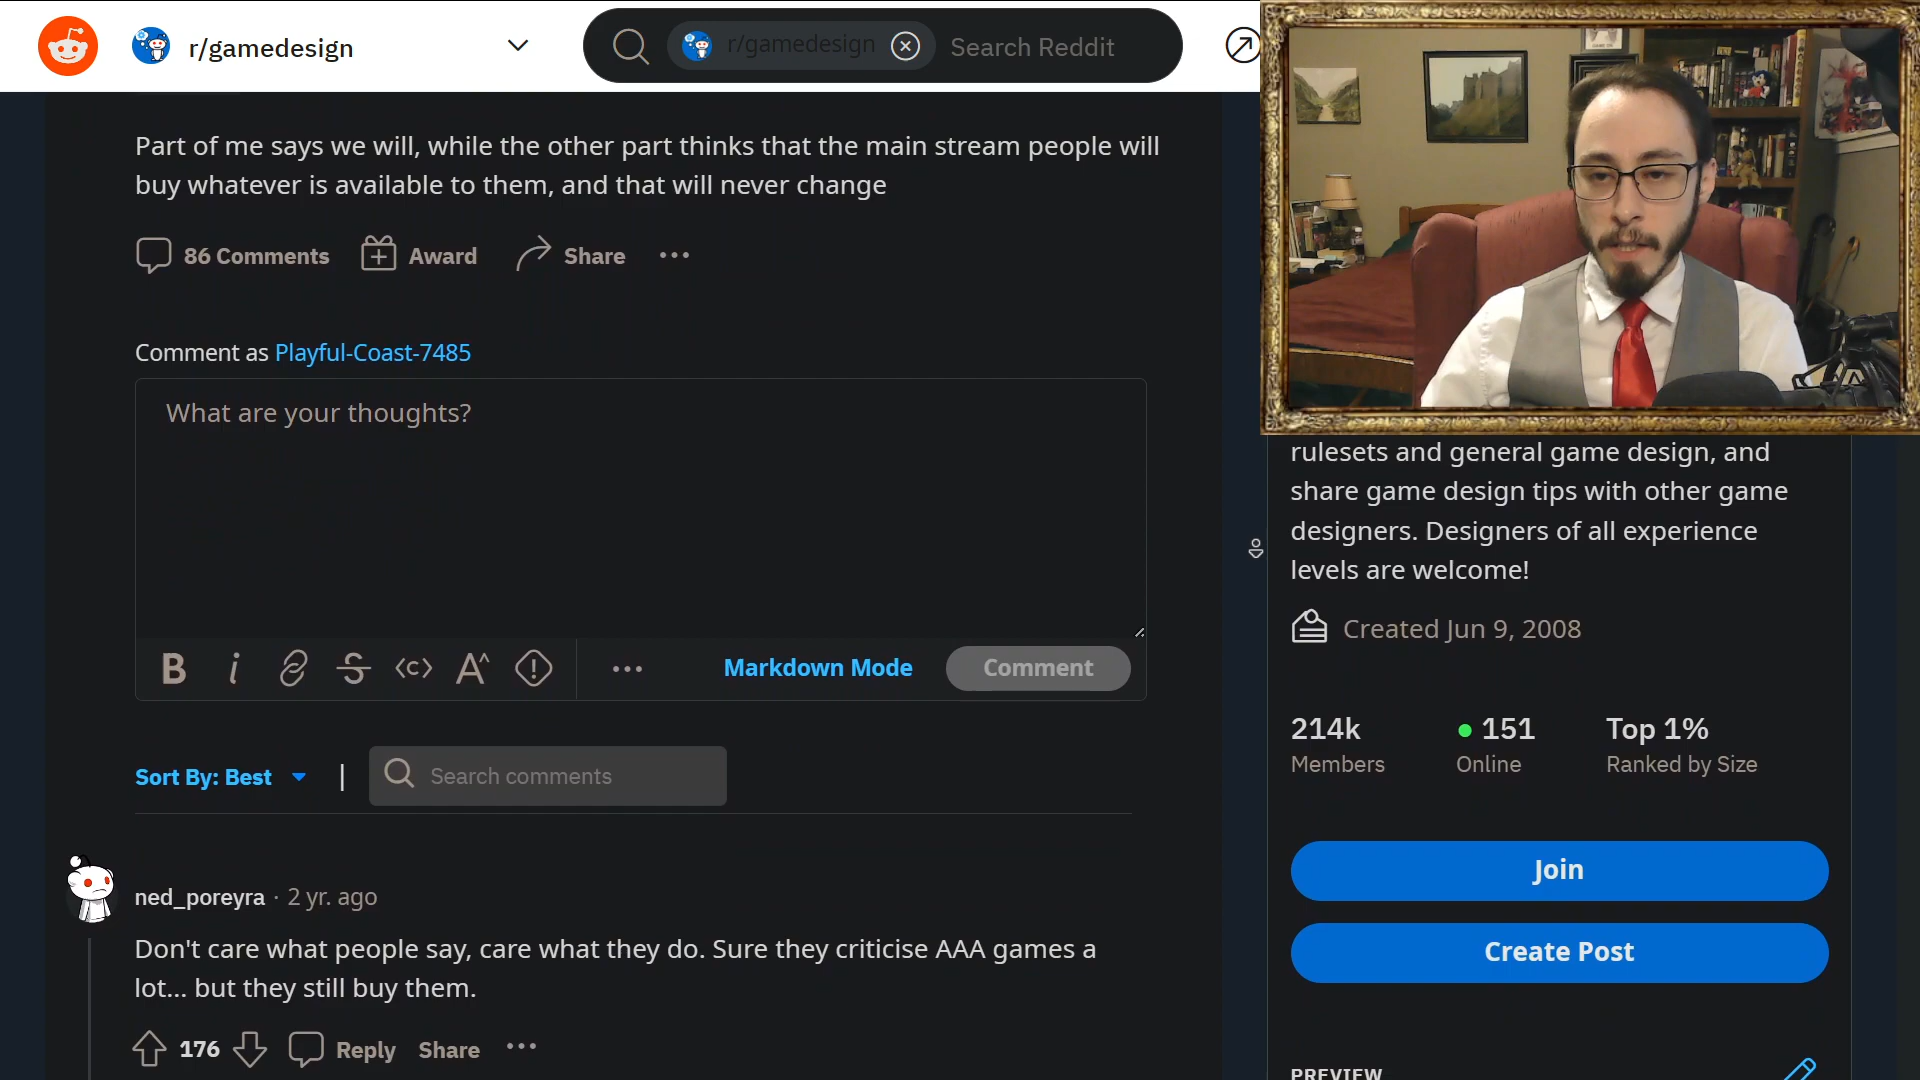 r/gamedesign
r/gamedesign
Search Reddit
Part of me says we will, while the other part thinks that the main stream people will
buy whatever is available to them, and that will never change
86 Comments
Award
Share
Comment as Playful-Coast-7485
What are your thoughts?
Markdown Mode
Comment
Sort By: Best
Search comments
ned_poreyra · 2 yr. ago
Don't care what people say, care what they do. Sure they criticise AAA games a
lot... but they still buy them.
176
Reply
Share
rulesets and general game design, and
share game design tips with other game
designers. Designers of all experience
levels are welcome!
Created Jun 9, 2008
214k
Members
151
Online
Top 1%
Ranked by Size
Join
Create Post
PREVIEW